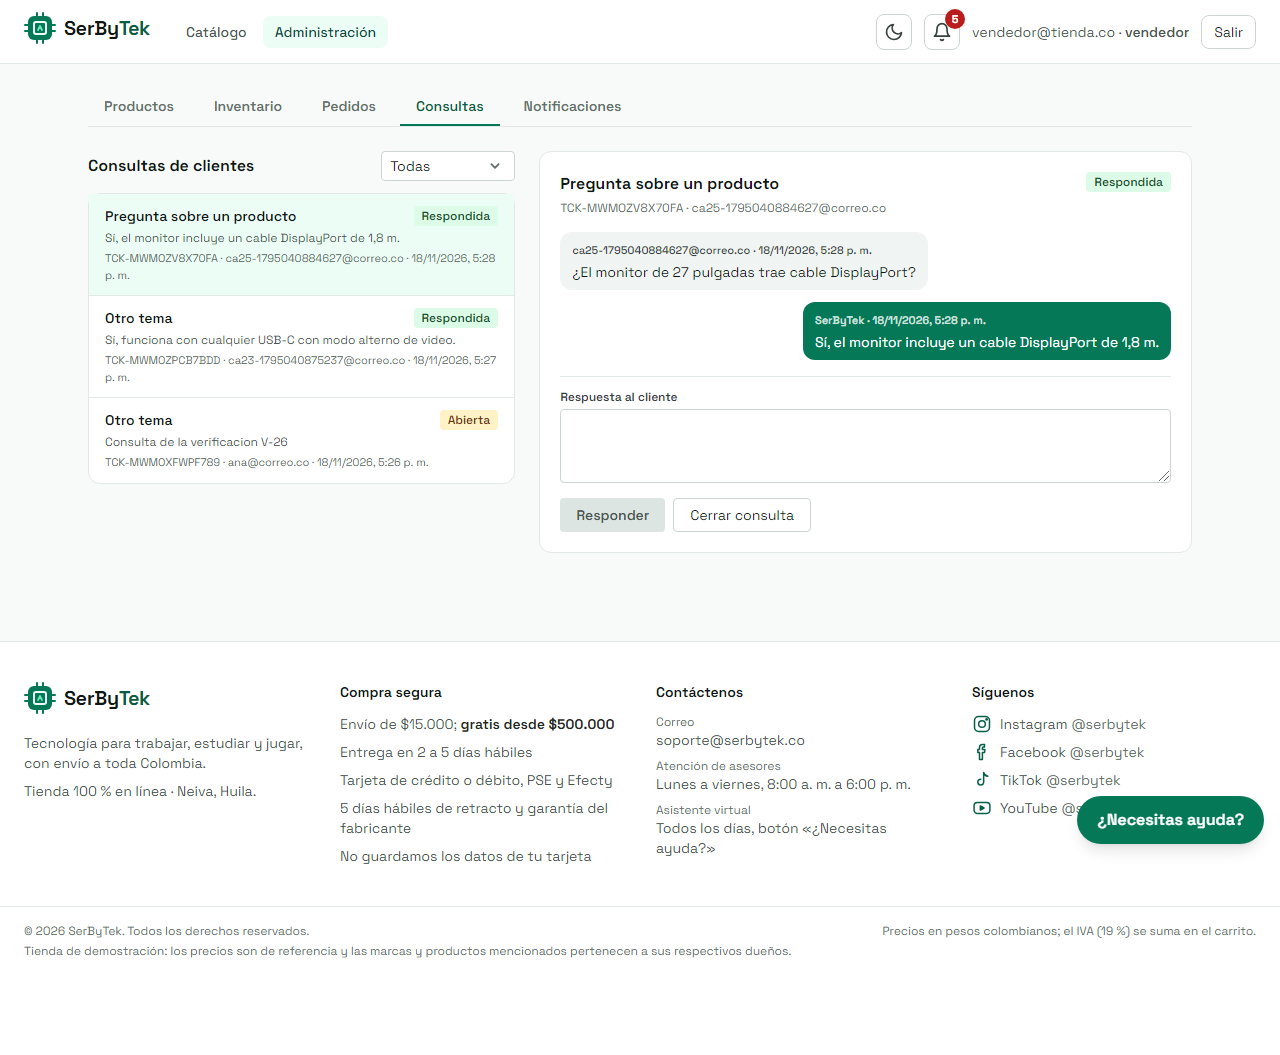 SerByTek
Catálogo
Administración
5
vendedor@tienda.co · vendedor
Salir
Productos
Inventario
Pedidos
Consultas
Notificaciones
Consultas de clientes
Todas
Pregunta sobre un producto
Respondida
Sí, el monitor incluye un cable DisplayPort de 1,8 m.
TCK-MWMOZV8X70FA · ca25-1795040884627@correo.co · 18/11/2026, 5:28
p. m.
Otro tema
Respondida
Sí, funciona con cualquier USB-C con modo alterno de video.
TCK-MWMOZPCB7BDD · ca23-1795040875237@correo.co · 18/11/2026, 5:27
p. m.
Otro tema
Abierta
Consulta de la verificacion V-26
TCK-MWMOXFWPF789 · ana@correo.co · 18/11/2026, 5:26 p. m.
Pregunta sobre un producto
Respondida
TCK-MWMOZV8X70FA · ca25-1795040884627@correo.co
ca25-1795040884627@correo.co · 18/11/2026, 5:28 p. m.
¿El monitor de 27 pulgadas trae cable DisplayPort?
SerByTek · 18/11/2026, 5:28 p. m.
Sí, el monitor incluye un cable DisplayPort de 1,8 m.
Respuesta al cliente
Responder
Cerrar consulta
SerByTek
Tecnología para trabajar, estudiar y jugar,
con envío a toda Colombia.
Tienda 100 % en línea · Neiva, Huila.
Compra segura
Envío de $15.000; gratis desde $500.000
Entrega en 2 a 5 días hábiles
Tarjeta de crédito o débito, PSE y Efecty
5 días hábiles de retracto y garantía del
fabricante
No guardamos los datos de tu tarjeta
Contáctenos
Correo
soporte@serbytek.co
Atención de asesores
Lunes a viernes, 8:00 a. m. a 6:00 p. m.
Asistente virtual
Todos los días, botón «¿Necesitas
ayuda?»
Síguenos
Instagram @serbytek
Facebook @serbytek
TikTok @serbytek
YouTube
¿Necesitas ayuda?
© 2026 SerByTek. Todos los derechos reservados.
Precios en pesos colombianos; el IVA (19 %) se suma en el carrito.
Tienda de demostración: los precios son de referencia y las marcas y productos mencionados pertenecen a sus respectivos dueños.